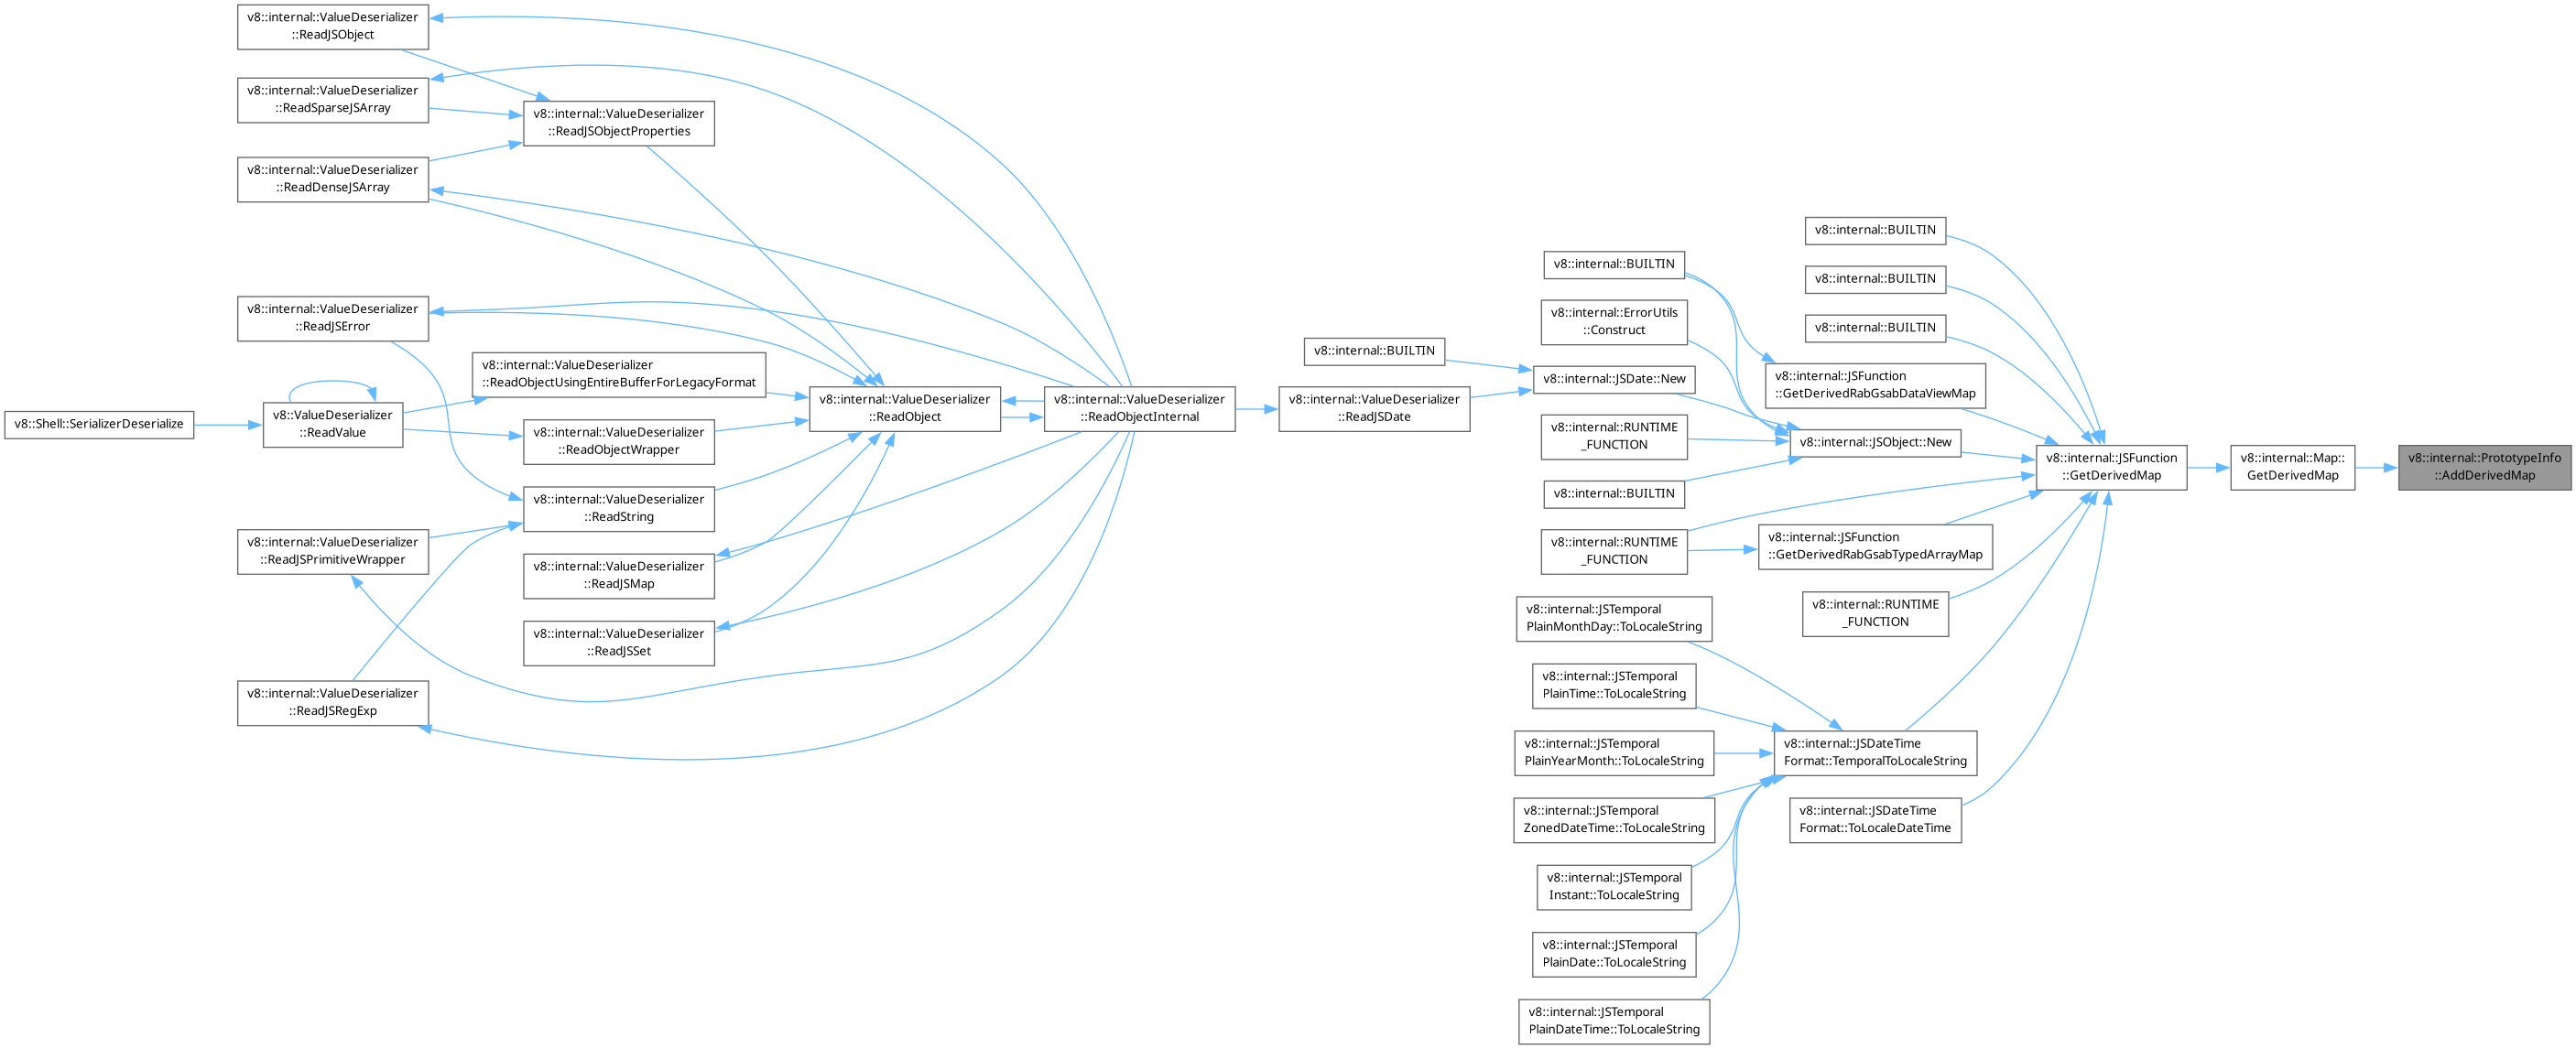 v8::internal::ValueDeserializer
::ReadJSObject
v8::internal::ValueDeserializer
::ReadSparseJSArray
v8::internal::ValueDeserializer
::ReadJSObjectProperties
v8::internal::ValueDeserializer
::ReadDenseJSArray
v8::internal::ValueDeserializer
::ReadJSError
v8::internal::ValueDeserializer
::ReadObjectUsingEntireBufferForLegacyFormat
v8::Shell::SerializerDeserialize
v8::ValueDeserializer
::ReadValue
v8::internal::ValueDeserializer
::ReadObjectWrapper
v8::internal::ValueDeserializer
::ReadString
v8::internal::ValueDeserializer
::ReadJSPrimitiveWrapper
v8::internal::ValueDeserializer
::ReadJSMap
v8::internal::ValueDeserializer
::ReadJSSet
v8::internal::ValueDeserializer
::ReadJSRegExp
v8::internal::ValueDeserializer
::ReadObject
v8::internal::ValueDeserializer
::ReadObjectInternal
v8::internal::BUILTIN
v8::internal::ValueDeserializer
::ReadJSDate
v8::internal::BUILTIN
v8::internal::ErrorUtils
::Construct
v8::internal::JSDate::New
v8::internal::RUNTIME
_FUNCTION
v8::internal::BUILTIN
v8::internal::RUNTIME
_FUNCTION
v8::internal::JSTemporal
PlainMonthDay::ToLocaleString
v8::internal::JSTemporal
PlainTime::ToLocaleString
v8::internal::JSTemporal
PlainYearMonth::ToLocaleString
v8::internal::JSTemporal
ZonedDateTime::ToLocaleString
v8::internal::JSTemporal
Instant::ToLocaleString
v8::internal::JSTemporal
PlainDate::ToLocaleString
v8::internal::JSTemporal
PlainDateTime::ToLocaleString
v8::internal::BUILTIN
v8::internal::BUILTIN
v8::internal::BUILTIN
v8::internal::JSFunction
::GetDerivedRabGsabDataViewMap
v8::internal::JSObject::New
v8::internal::JSFunction
::GetDerivedRabGsabTypedArrayMap
v8::internal::RUNTIME
_FUNCTION
v8::internal::JSDateTime
Format::TemporalToLocaleString
v8::internal::JSDateTime
Format::ToLocaleDateTime
v8::internal::JSFunction
::GetDerivedMap
v8::internal::Map::
GetDerivedMap
v8::internal::PrototypeInfo
::AddDerivedMap